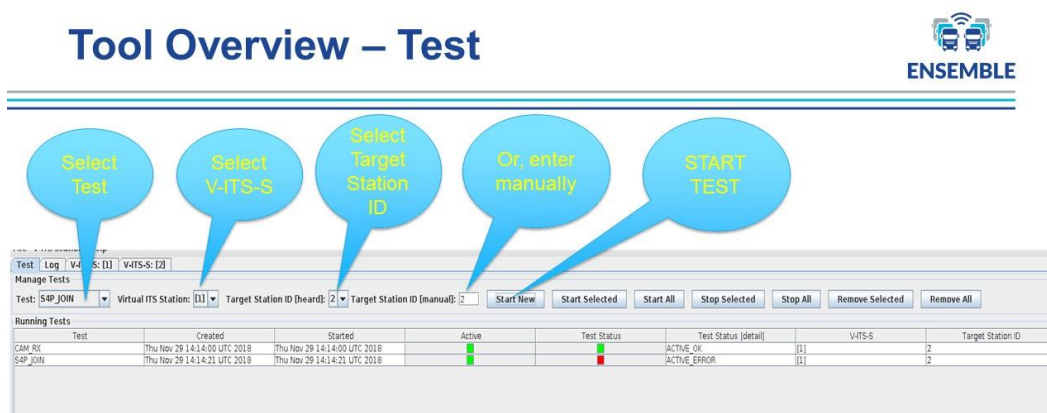 Tool Overview – Test
ENSEMBLE
Select
Test
Select
V-ITS-S
Select
Target
Station
ID
Or, enter
manually
START
TEST
Test Log S: [1] V-ITS-S: [2]
Manage Tests
Test: S4P_JOIN Virtual ITS Station: [1] Target Station ID [heard]: 2 Target Station ID [manual]: 2 Start New Start Selected Start All Stop Selected Stop All Remove Selected Remove All
Running Tests
Test Created Started Active Test Status Test Status [detail] V-ITS-S Target Station ID
CAM_RX Thu Nov 29 14:14:00 UTC 2018 Thu Nov 29 14:14:00 UTC 2018 ACTIVE_OK [1] 2
S4P_JOIN Thu Nov 29 14:14:21 UTC 2018 Thu Nov 29 14:14:21 UTC 2018 ACTIVE_ERROR [1] 2